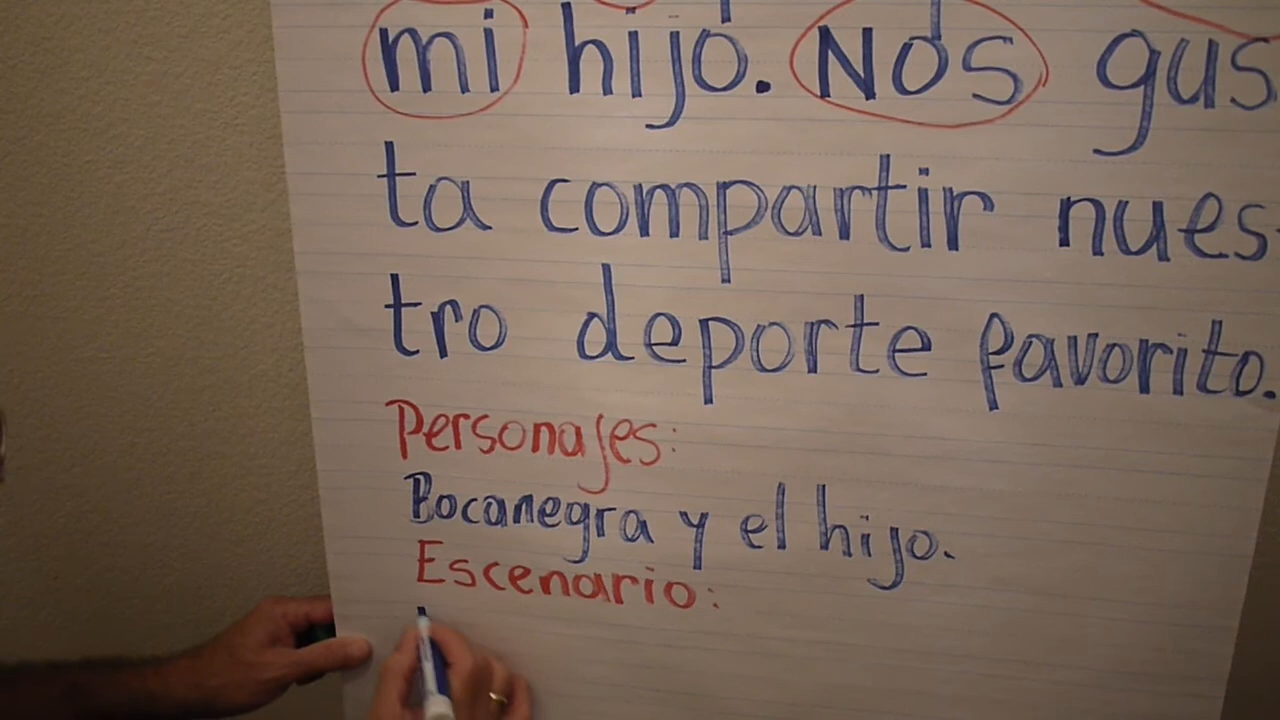 mi hijo. Nos gus
ta compartir nues-
tro deporte favorito.
Personajes:
Bocanegra y el hijo.
Escenario: